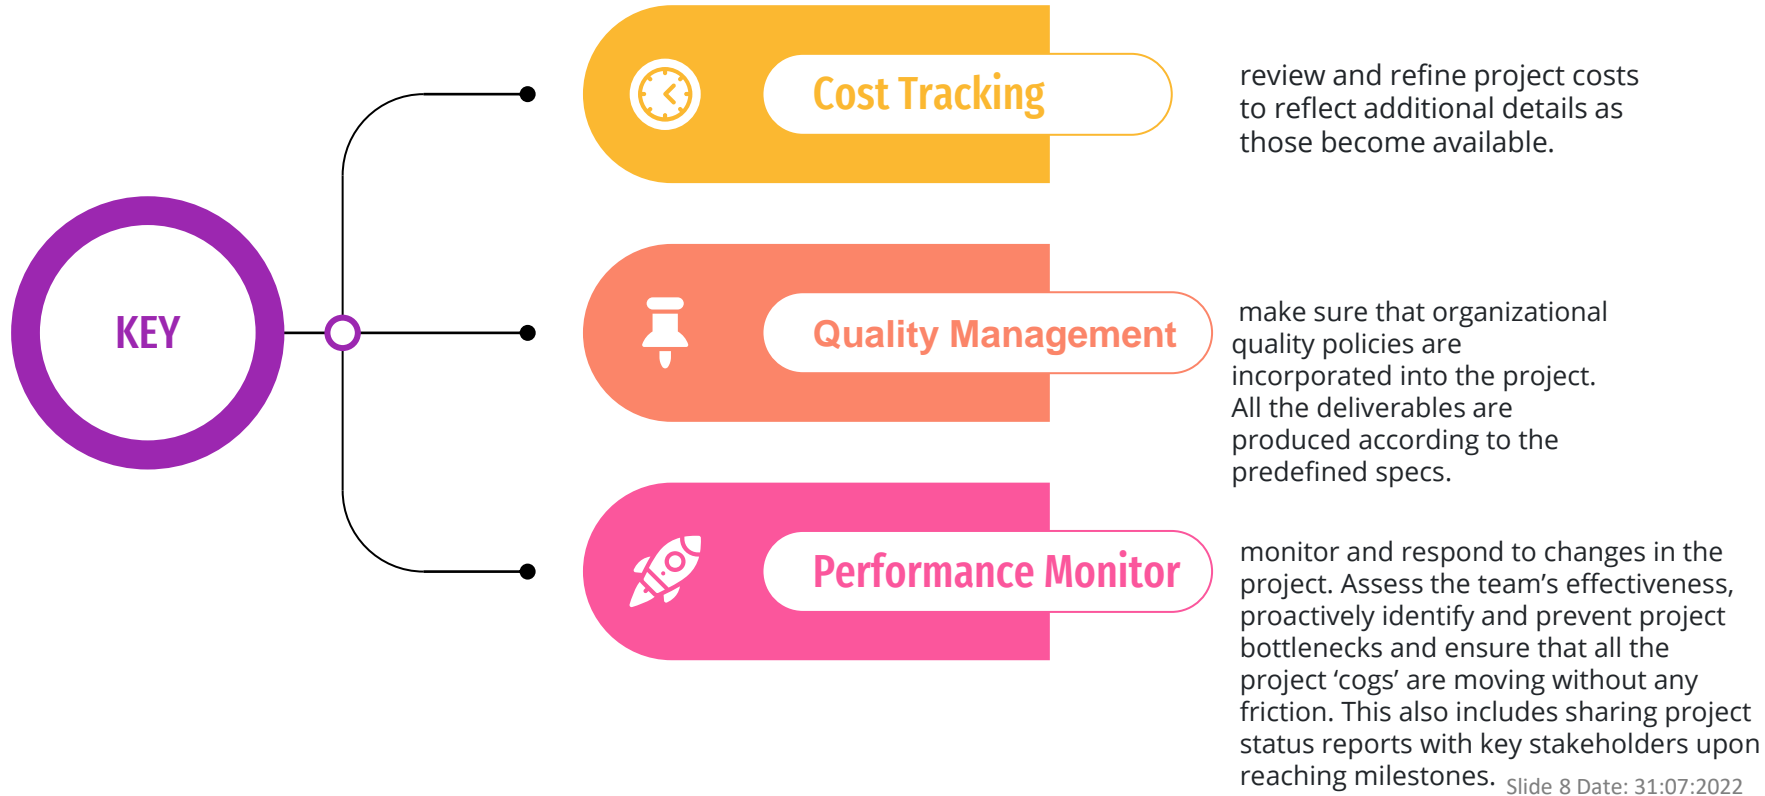 KEY
Cost Tracking
review and refine project costs
to reflect additional details as
those become available.
Quality Management
make sure that organizational
quality policies are
incorporated into the project.
All the deliverables are
produced according to the
predefined specs.
Performance Monitor
monitor and respond to changes in the
project. Assess the team’s effectiveness,
proactively identify and prevent project
bottlenecks and ensure that all the
project ‘cogs’ are moving without any
friction. This also includes sharing project
status reports with key stakeholders upon
reaching milestones.
Slide 8 Date: 31:07:2022